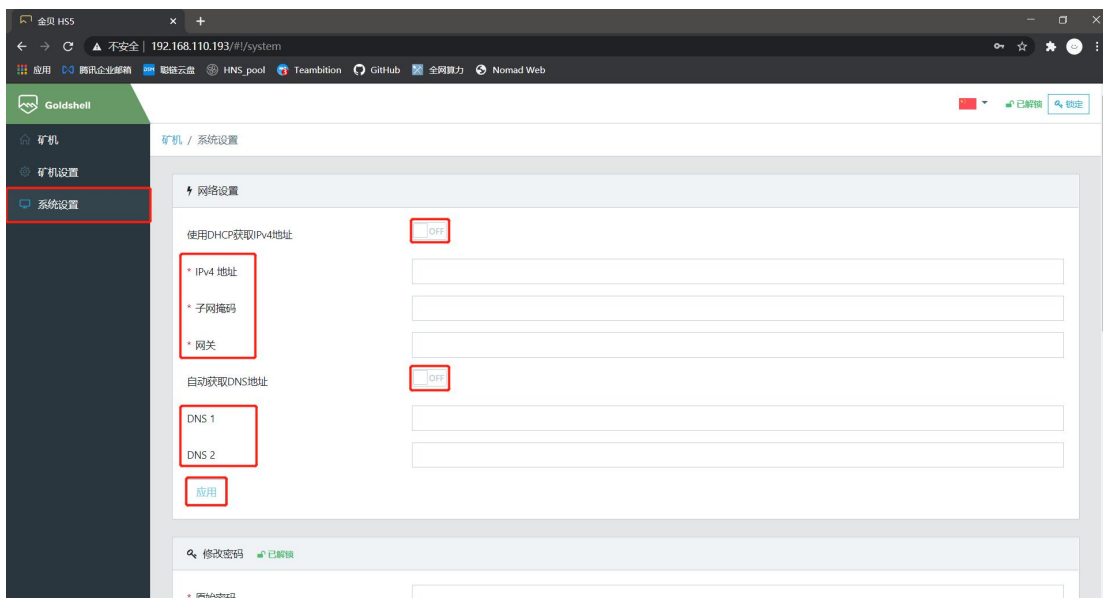 金贝 HS5
不安全 | 192.168.110.193/#!/system
应用 腾讯企业邮箱 聪链云盘 HNS_pool Teambition GitHub 全网算力 Nomad Web
Goldshell 已解锁 锁定
矿机 矿机 / 系统设置
矿机设置
系统设置
网络设置
使用DHCP获取IPv4地址 OFF
* IPv4 地址
* 子网掩码
* 网关
自动获取DNS地址 OFF
DNS 1
DNS 2
应用
修改密码 已解锁
* 原始密码